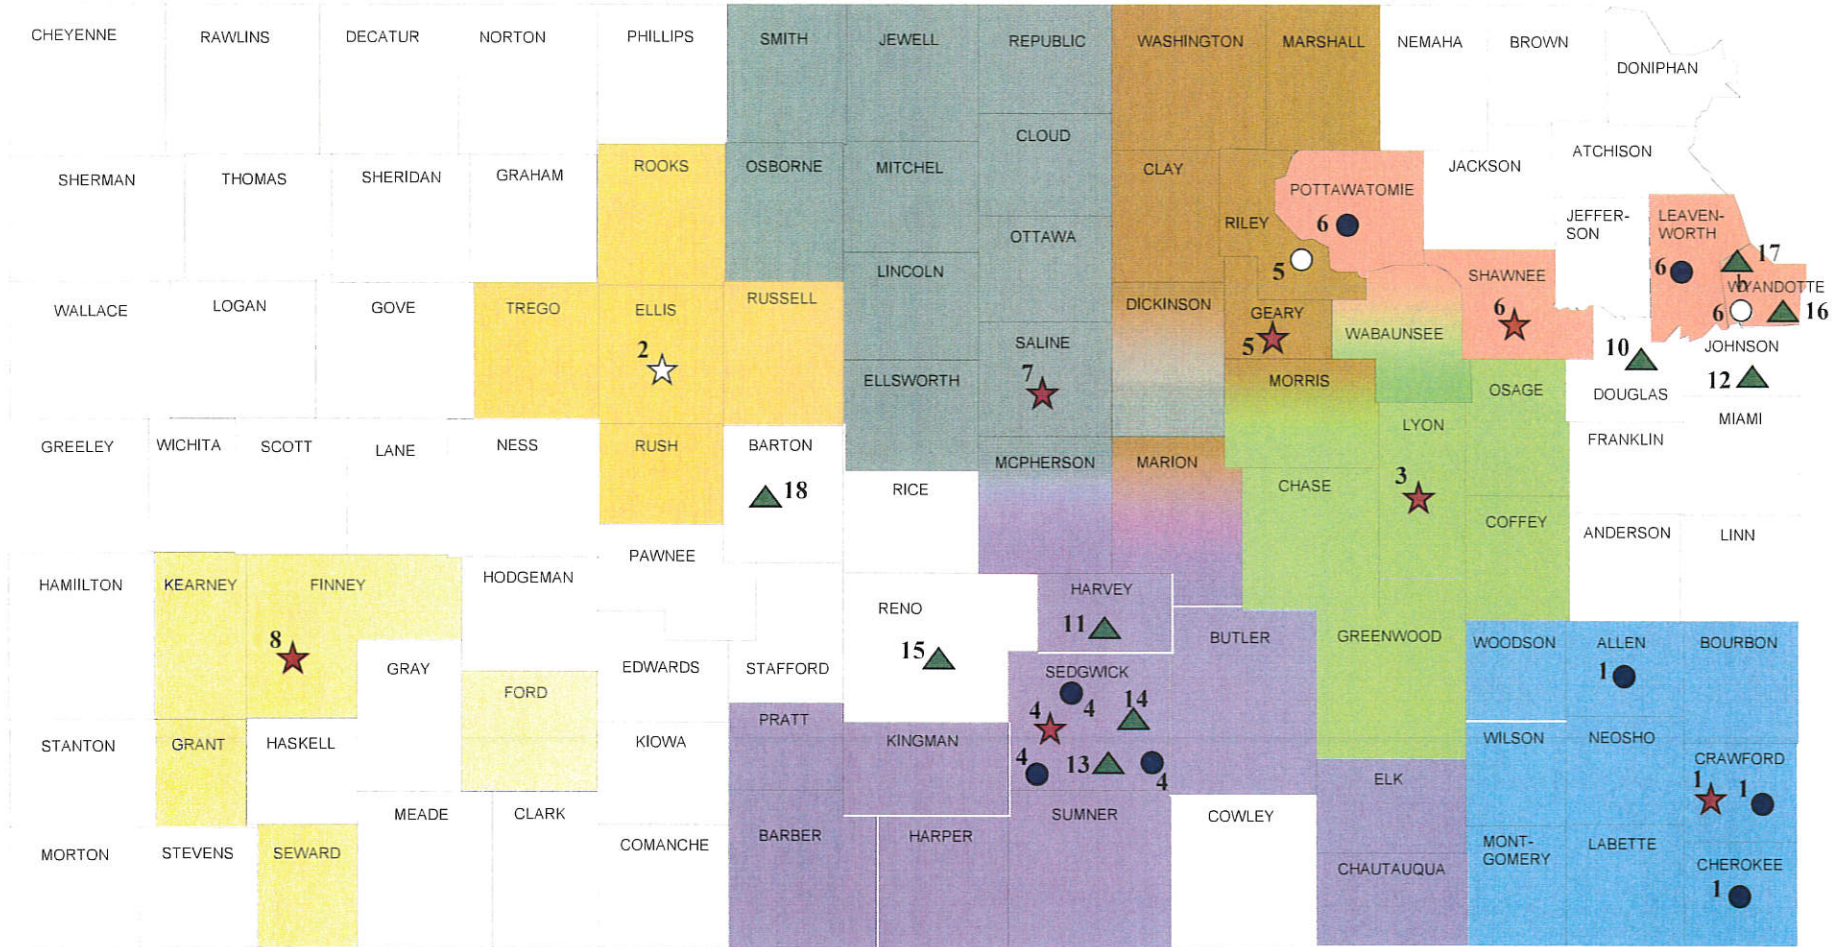 CHEYENNE
RAWLINS
DECATUR
NORTON
PHILLIPS
SMITH
JEWELL
REPUBLIC
WASHINGTON
MARSHALL
NEMAHA
BROWN
DONIPHAN
SHERMAN
THOMAS
SHERIDAN
GRAHAM
ROOKS
OSBORNE
MITCHEL
CLOUD
CLAY
RILEY
5
POTTAWATOMIE
6
JACKSON
ATCHISON
JEFFER-
SON
LEAVEN-
WORTH
6
17
b
WYANDOTTE
6
16
WALLACE
LOGAN
GOVE
TREGO
ELLIS
2
RUSSELL
LINCOLN
OTTAWA
SALINE
7
DICKINSON
GEARY
5
WABAUNSEE
SHAWNEE
6
10
DOUGLAS
JOHNSON
12
ELLSWORTH
MORRIS
OSAGE
MIAMI
GREELEY
WICHITA
SCOTT
LANE
NESS
RUSH
BARTON
18
RICE
MCPHERSON
MARION
CHASE
LYON
3
COFFEY
FRANKLIN
ANDERSON
LINN
HAMIILTON
KEARNEY
FINNEY
8
HODGEMAN
PAWNEE
RENO
15
HARVEY
11
BUTLER
GREENWOOD
WOODSON
ALLEN
1
BOURBON
GRAY
FORD
EDWARDS
STAFFORD
SEDGWICK
4
4
14
4
13
4
STANTON
GRANT
HASKELL
KIOWA
PRATT
KINGMAN
ELK
WILSON
NEOSHO
CRAWFORD
1
1
MORTON
STEVENS
SEWARD
MEADE
CLARK
COMANCHE
BARBER
HARPER
SUMNER
COWLEY
CHAUTAUQUA
MONT-
GOMERY
LABETTE
CHEROKEE
1